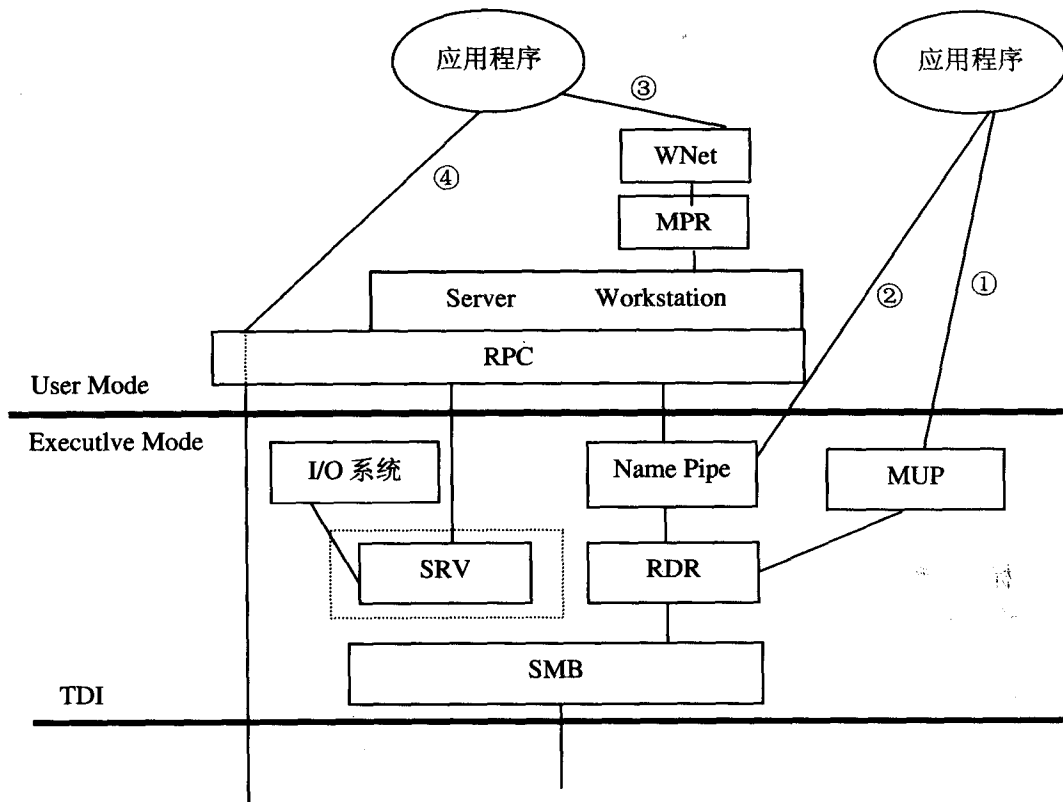 应用程序
应用程序
③
WNet
④
MPR
②
①
Server Workstation
RPC
User Mode
Executlve Mode
I/O 系统
Name Pipe
MUP
SRV
RDR
SMB
TDI